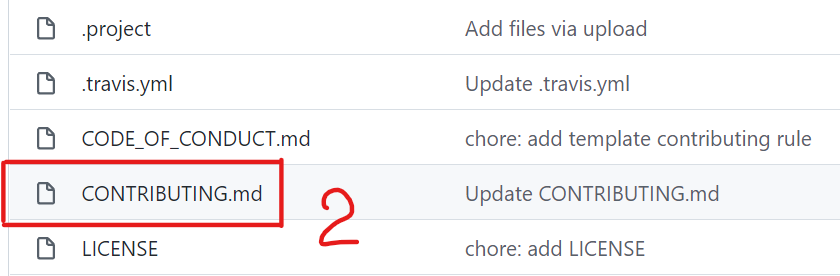 .project Add files via upload
.travis.yml Update .travis.yml
CODE_OF_CONDUCT.md chore: add template contributing rule
CONTRIBUTING.md Update CONTRIBUTING.md
2
LICENSE chore: add LICENSE